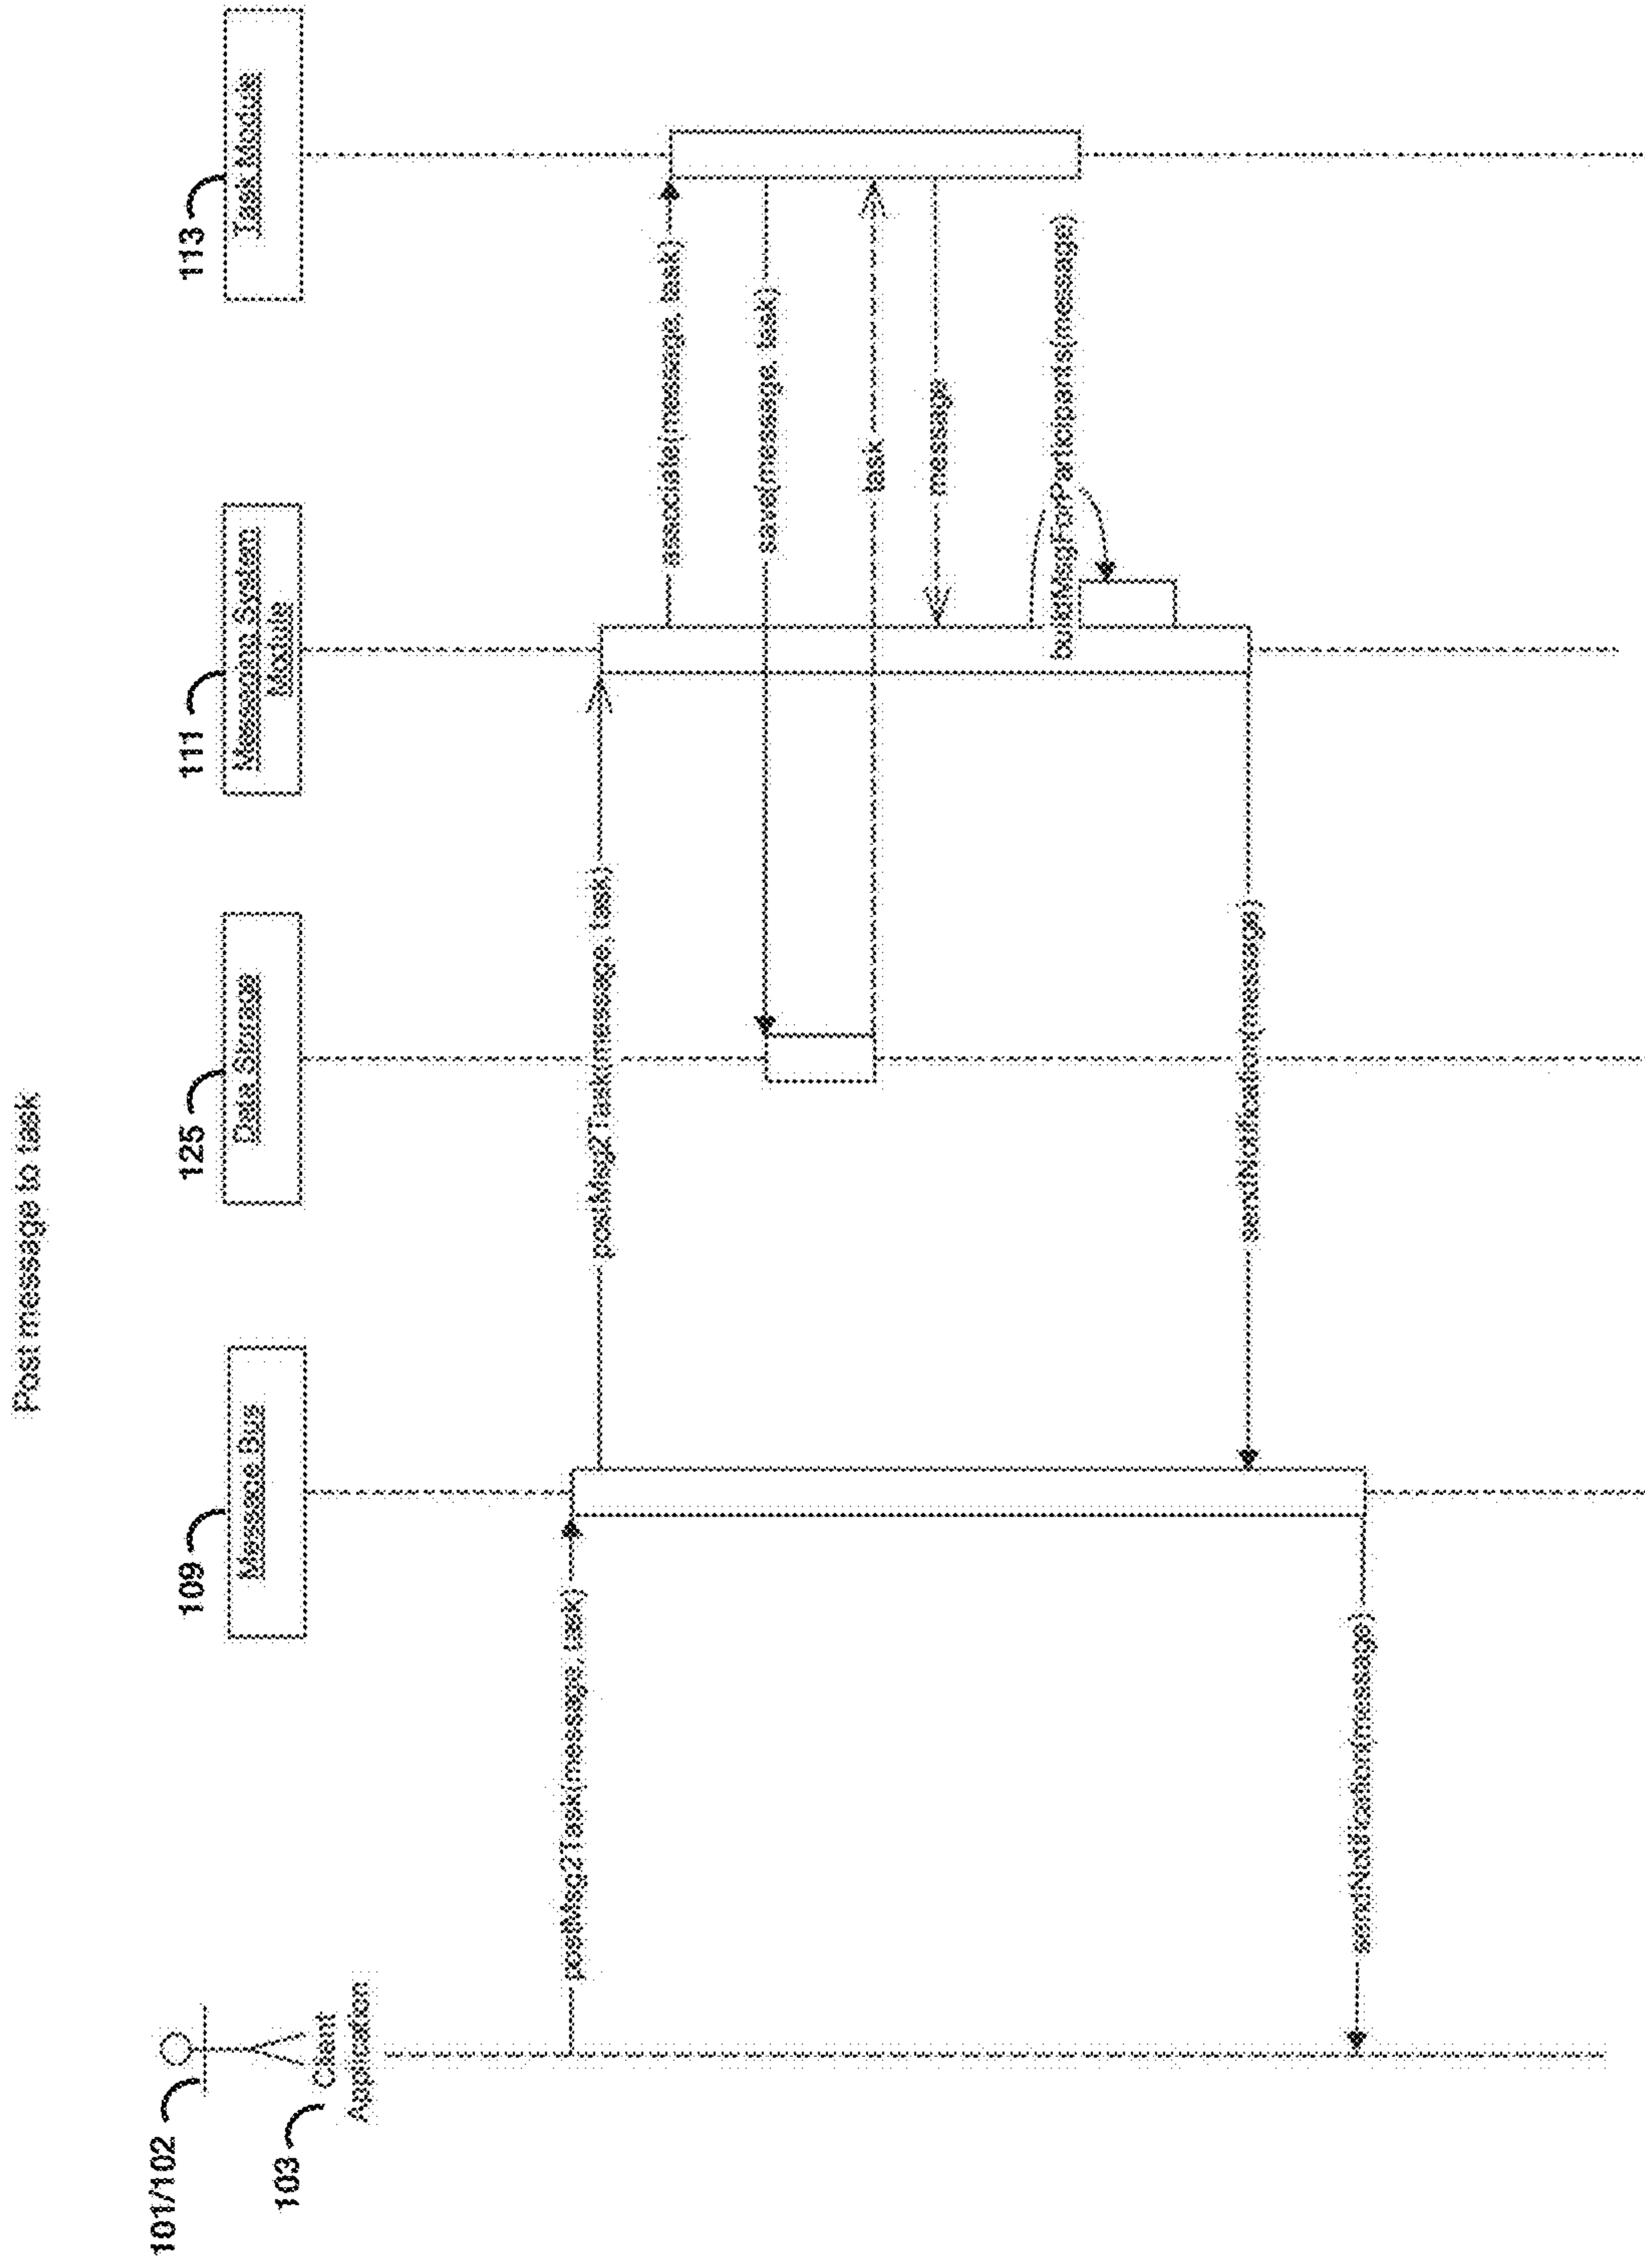 Post message to task
101/102
103
Client
Application
109
Message Bus
125
Data Storage
111
Messaging System
Module
113
Task Module
postMsg2Task(message, task)
postMsg2Task(message, task)
associate(message, task)
save(message, task)
task
message
buildMsgForParticipants(message)
sendNotification(message)
sendNotification(message)